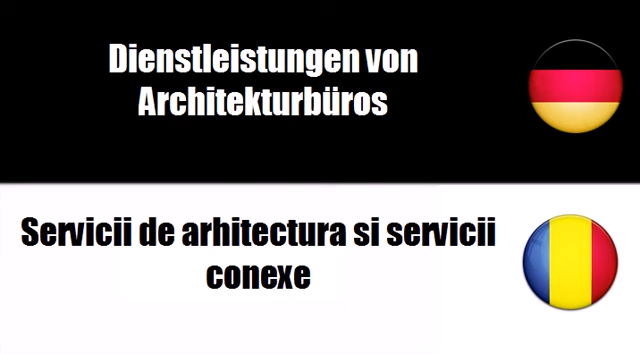 Dienstleistungen von
Architekturbüros
Servicii de arhitectura si servicii
conexe